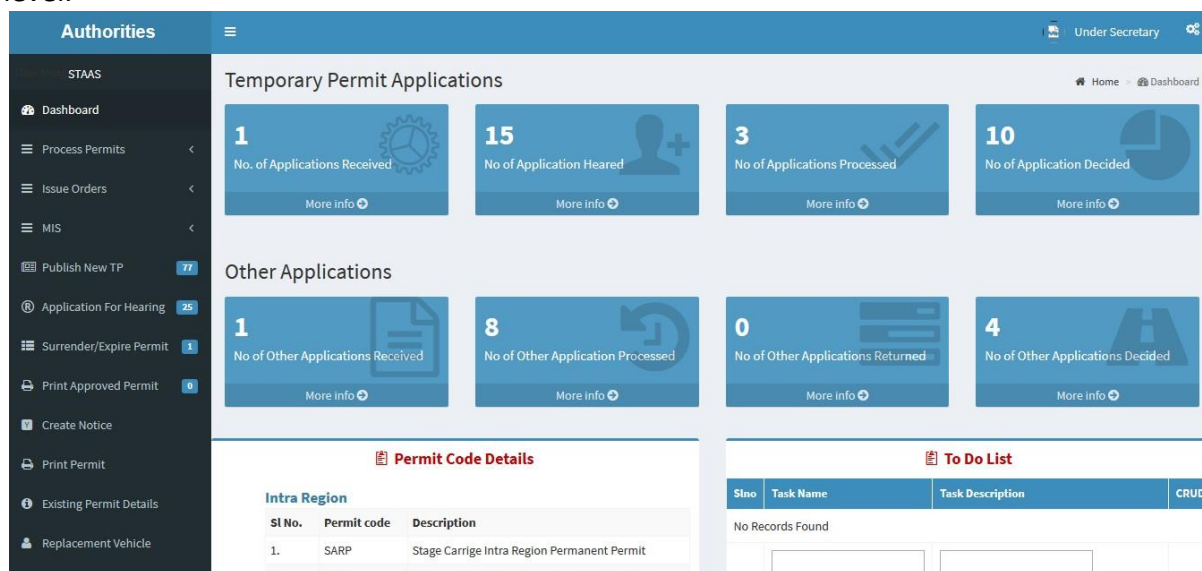 Authorities
Under Secretary
STAAS
Dashboard
Process Permits
Issue Orders
MIS
Publish New TP 77
Application For Hearing 25
Surrender/Expire Permit 1
Print Approved Permit 0
Create Notice
Print Permit
Existing Permit Details
Replacement Vehicle
Temporary Permit Applications
Home > Dashboard
1
No. of Applications Received
More info
15
No of Application Heared
More info
3
No of Applications Processed
More info
10
No of Application Decided
More info
Other Applications
1
No of Other Applications Received
More info
8
No of Other Application Processed
More info
0
No of Other Applications Returned
More info
4
No of Other Applications Decided
More info
Permit Code Details
Intra Region
Sl No. Permit code Description
1. SARP Stage Carrige Intra Region Permanent Permit
To Do List
Slno Task Name Task Description CRUD
No Records Found